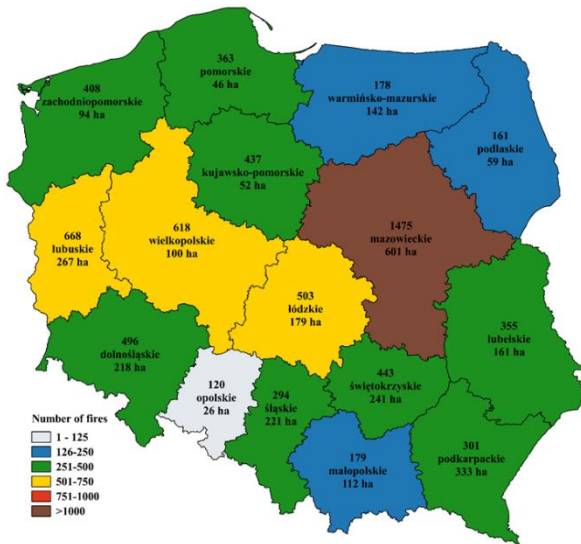 363
pomorskie
46 ha
408
zachodniopomorskie
94 ha
178
warmińsko-mazurskie
142 ha
161
podlaskie
59 ha
437
kujawsko-pomorskie
52 ha
1475
mazowieckie
601 ha
668
lubuskie
267 ha
618
wielkopolskie
100 ha
503
łódzkie
179 ha
496
dolnośląskie
218 ha
355
lubelskie
161 ha
120
opolskie
26 ha
294
śląskie
221 ha
443
świętokrzyskie
241 ha
179
małopolskie
112 ha
301
podkarpackie
333 ha
Number of fires
1 - 125
126-250
251-500
501-750
751-1000
>1000